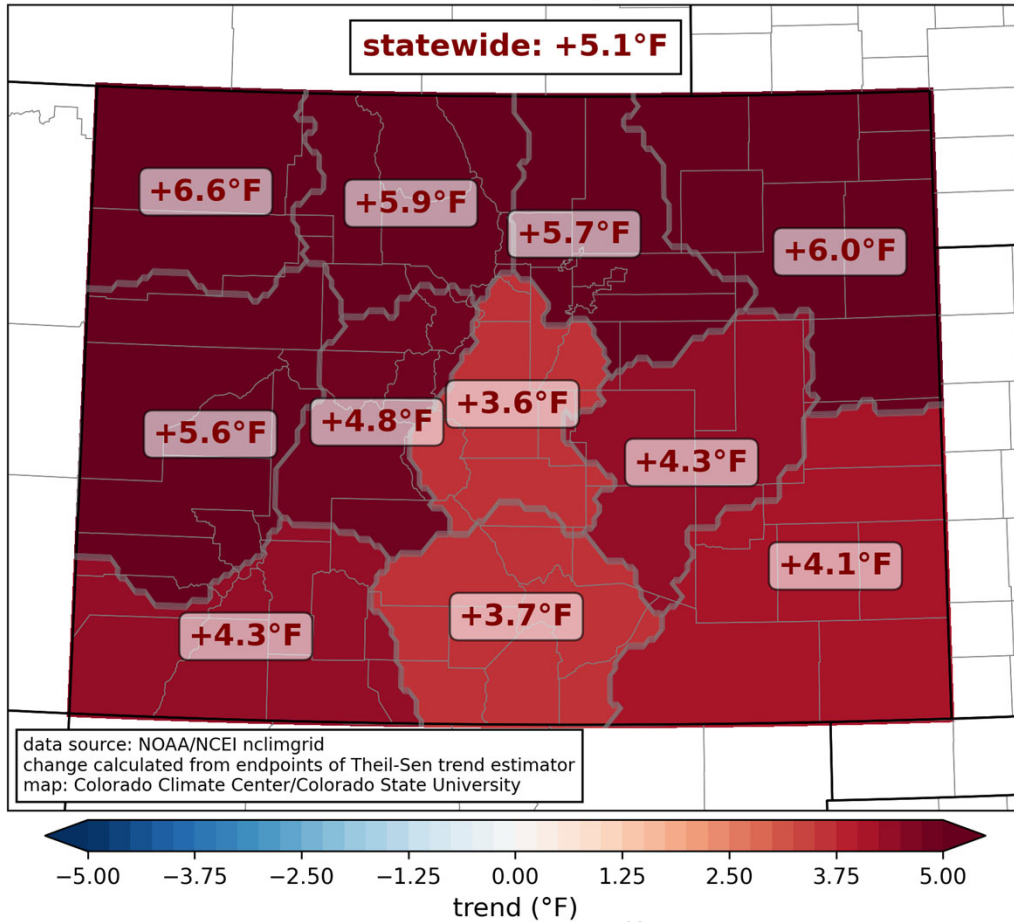 statewide: +5.1°F
+6.6°F
+5.9°F
+5.7°F
+6.0°F
+5.6°F
+4.8°F
+3.6°F
+4.3°F
+4.1°F
+4.3°F
+3.7°F
data source: NOAA/NCEI nclimgrid
change calculated from endpoints of Theil-Sen trend estimator
map: Colorado Climate Center/Colorado State University
−5.00 −3.75 −2.50 −1.25 0.00 1.25 2.50 3.75 5.00
trend (°F)